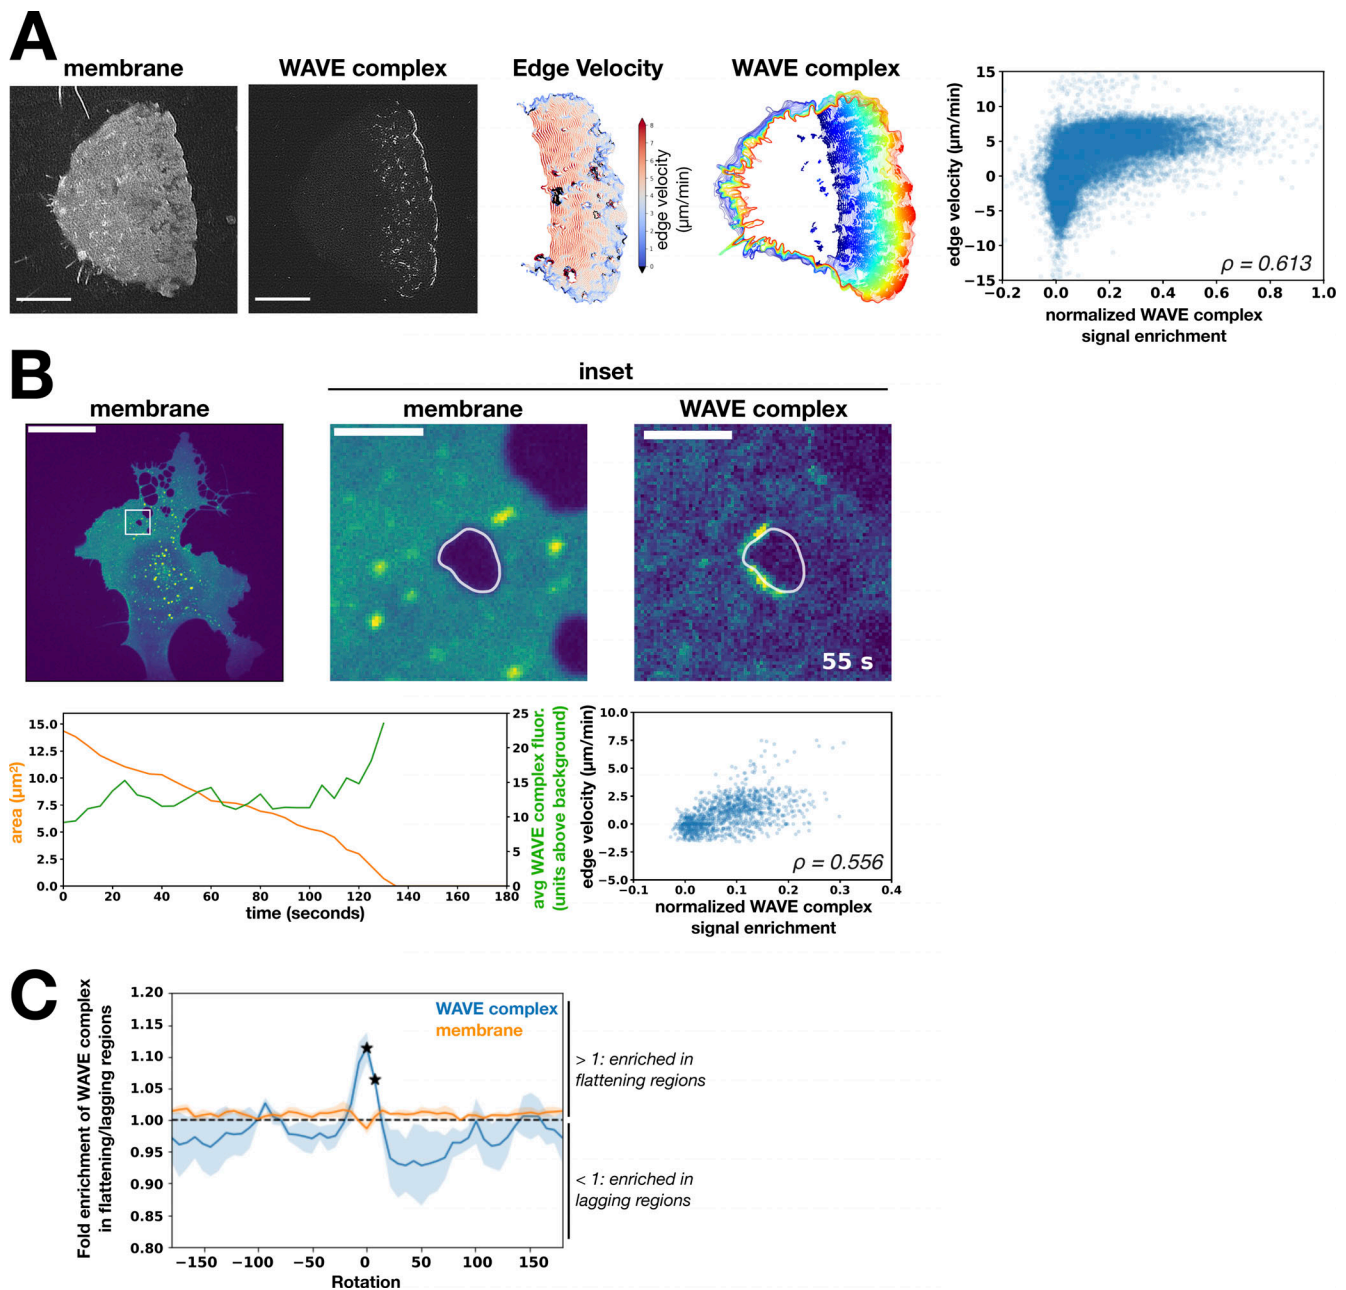 A
membrane
WAVE complex
Edge Velocity
WAVE complex
8
7
6
5
4
3
2
1
0
edge velocity
(µm/min)
15
10
5
0
−5
−10
−15
edge velocity (µm/min)
ρ = 0.613
−0.2
0.0
0.2
0.4
0.6
0.8
1.0
normalized WAVE complex
signal enrichment
B
inset
membrane
membrane
WAVE complex
55 s
15.0
12.5
10.0
7.5
5.0
2.5
0.0
area (µm²)
0
20
40
60
80
100
120
140
160
180
time (seconds)
25
20
15
10
5
0
avg WAVE complex fluor.
(units above background)
10.0
7.5
5.0
2.5
0.0
−2.5
−5.0
edge velocity (µm/min)
ρ = 0.556
−0.1
0.0
0.1
0.2
0.3
0.4
normalized WAVE complex
signal enrichment
C
Fold enrichment of WAVE complex
in flattening/lagging regions
1.20
1.15
1.10
1.05
1.00
0.95
0.90
0.85
0.80
WAVE complex
membrane
> 1: enriched in
flattening regions
< 1: enriched in
lagging regions
−150
−100
−50
0
50
100
150
Rotation